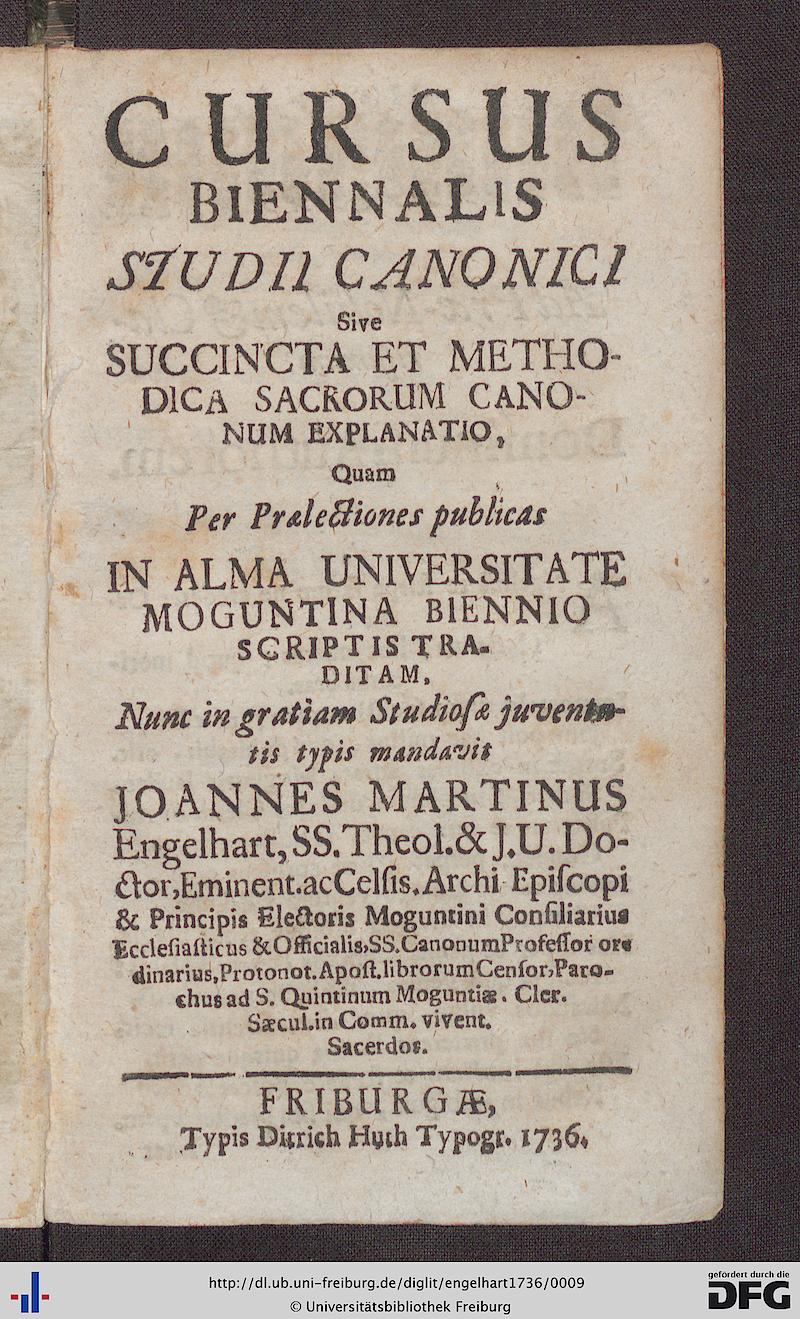 CURSUS
BIENNALIS
STUDII CANONICI
Sive
SUCCINCTA ET METHO-
DICA SACRORUM CANO-
NUM EXPLANATIO,
Quam
Per Prælectiones publicas
IN ALMA UNIVERSITATE
MOGUNTINA BIENNIO
SCRIPTIS TRA-
DITAM,
Nunc in gratiam Studiosæ juventu-
tis typis mandavit
JOANNES MARTINUS
Engelhart, SS. Theol. & J. U. Do-
ctor, Eminent. ac Celsis. Archi-Episcopi
& Principis Electoris Moguntini Consiliarius
Ecclesiasticus & Officialis, SS. Canonum Professor or-
dinarius, Protonot. Apost. librorum Censor, Paro-
chus ad S. Quintinum Moguntiæ. Cler.
Sæcul. in Comm. vivent.
Sacerdos.
FRIBURGÆ,
Typis Ditrich Huth Typogr. 1736.
http://dl.ub.uni-freiburg.de/diglit/engelhart1736/0009
© Universitätsbibliothek Freiburg
gefördert durch die
DFG